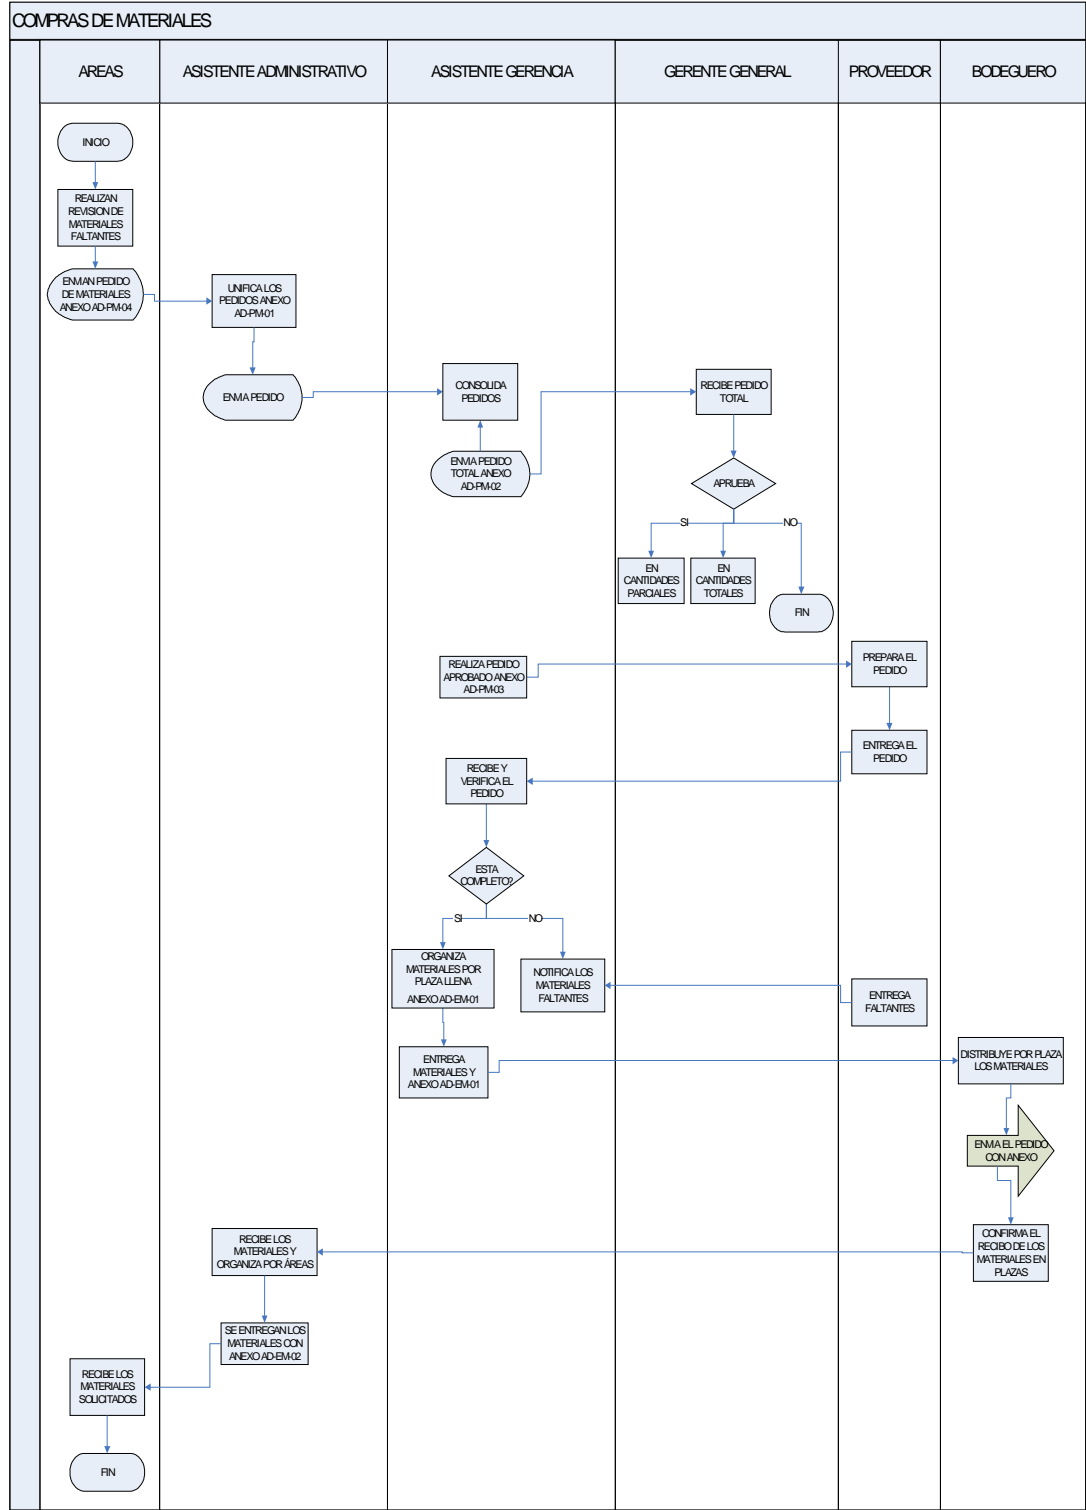 COMPRAS DE MATERIALES
AREAS
ASISTENTE ADMINISTRATIVO
ASISTENTE GERENCIA
GERENTE GENERAL
PROVEEDOR
BODEGUERO
INICIO
REALIZAN
REVISION DE
MATERIALES
FALTANTES
ENVIAN PEDIDO
DE MATERIALES
ANEXO AD-PM-04
UNIFICA LOS
PEDIDOS ANEXO
AD-PM-01
ENVIA PEDIDO
CONSOLIDA
PEDIDOS
ENVIA PEDIDO
TOTAL ANEXO
AD-PM-02
RECIBE PEDIDO
TOTAL
APRUEBA
SI
NO
EN
CANTIDADES
PARCIALES
EN
CANTIDADES
TOTALES
FIN
REALIZA PEDIDO
APROBADO ANEXO
AD-PM-03
PREPARA EL
PEDIDO
ENTREGA EL
PEDIDO
RECIBE Y
VERIFICA EL
PEDIDO
ESTA
COMPLETO?
SI
NO
ORGANIZA
MATERIALES POR
PLAZA LLENA
ANEXO AD-EM-01
NOTIFICA LOS
MATERIALES
FALTANTES
ENTREGA
FALTANTES
ENTREGA
MATERIALES Y
ANEXO AD-EM-01
DISTRIBUYE POR PLAZA
LOS MATERIALES
ENVIA EL PEDIDO
CON ANEXO
CONFIRMA EL
RECIBO DE LOS
MATERIALES EN
PLAZAS
RECIBE LOS
MATERIALES Y
ORGANIZA POR ÁREAS
SE ENTREGAN LOS
MATERIALES CON
ANEXO AD-EM-02
RECIBE LOS
MATERIALES
SOLICITADOS
FIN